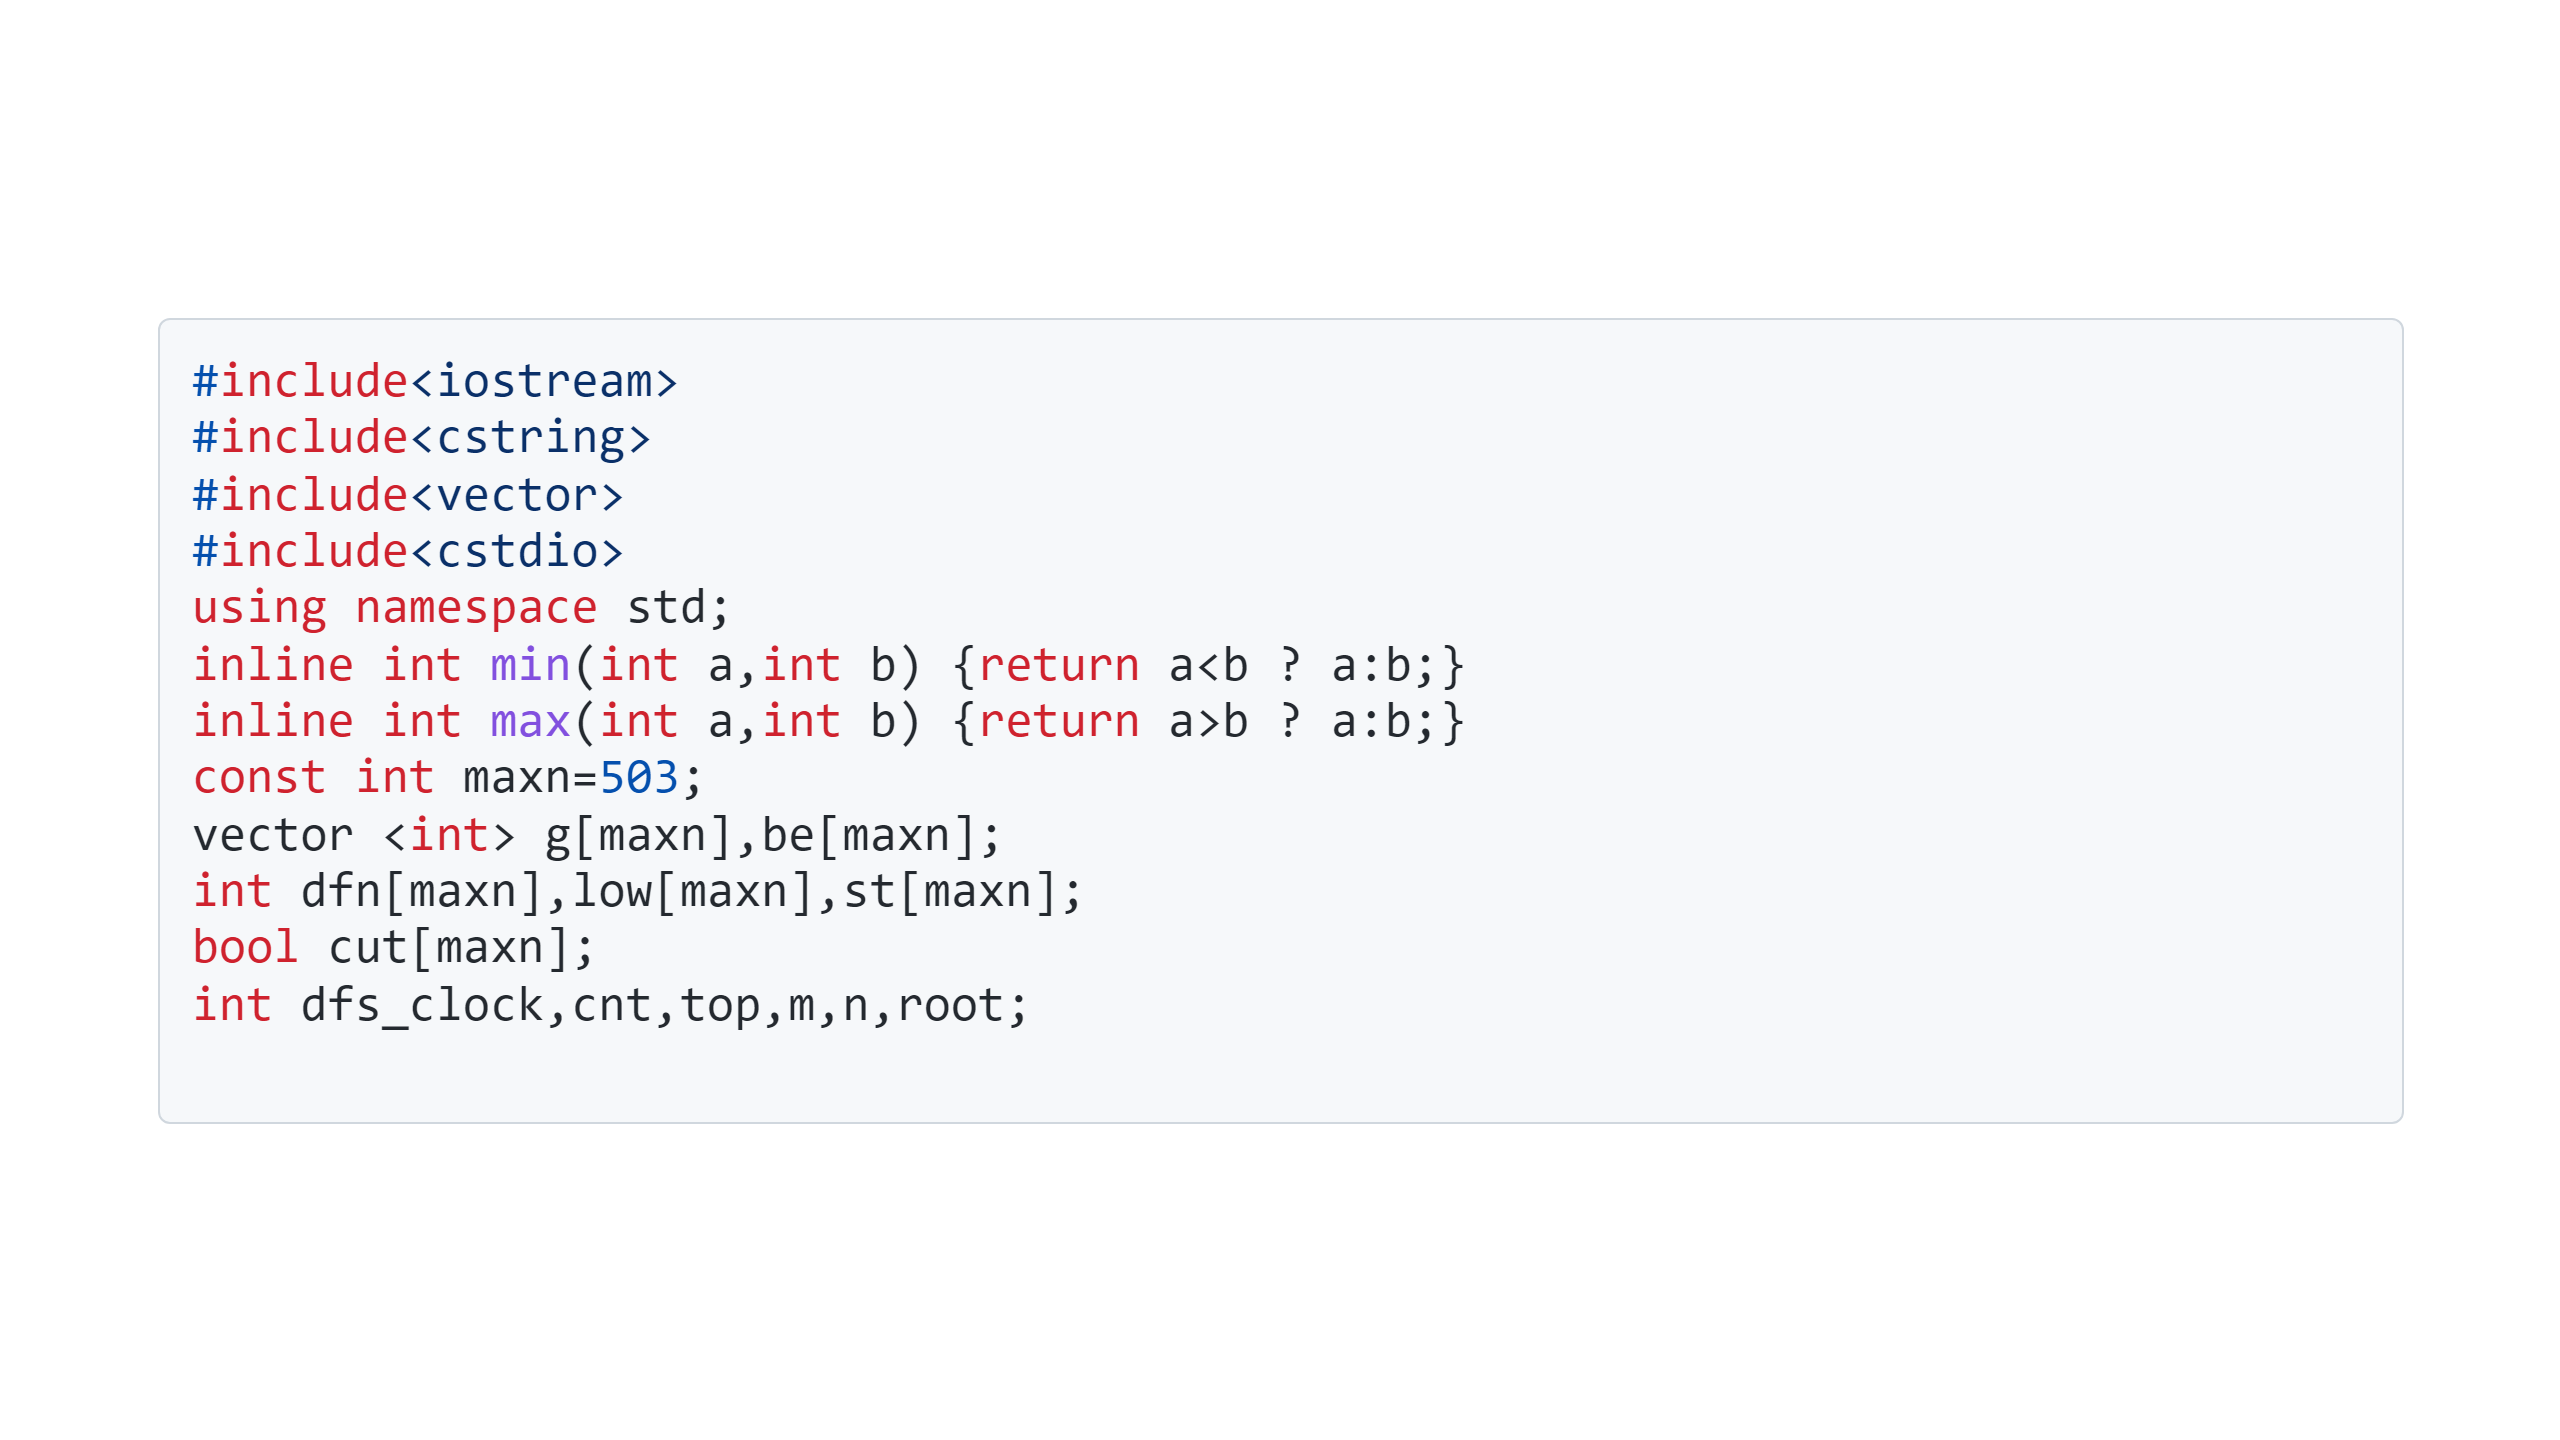 #include<iostream>
#include<cstring>
#include<vector>
#include<cstdio>
using namespace std;
inline int min(int a,int b) {return a<b ? a:b;}
inline int max(int a,int b) {return a>b ? a:b;}
const int maxn=503;
vector <int> g[maxn],be[maxn];
int dfn[maxn],low[maxn],st[maxn];
bool cut[maxn];
int dfs_clock,cnt,top,m,n,root;